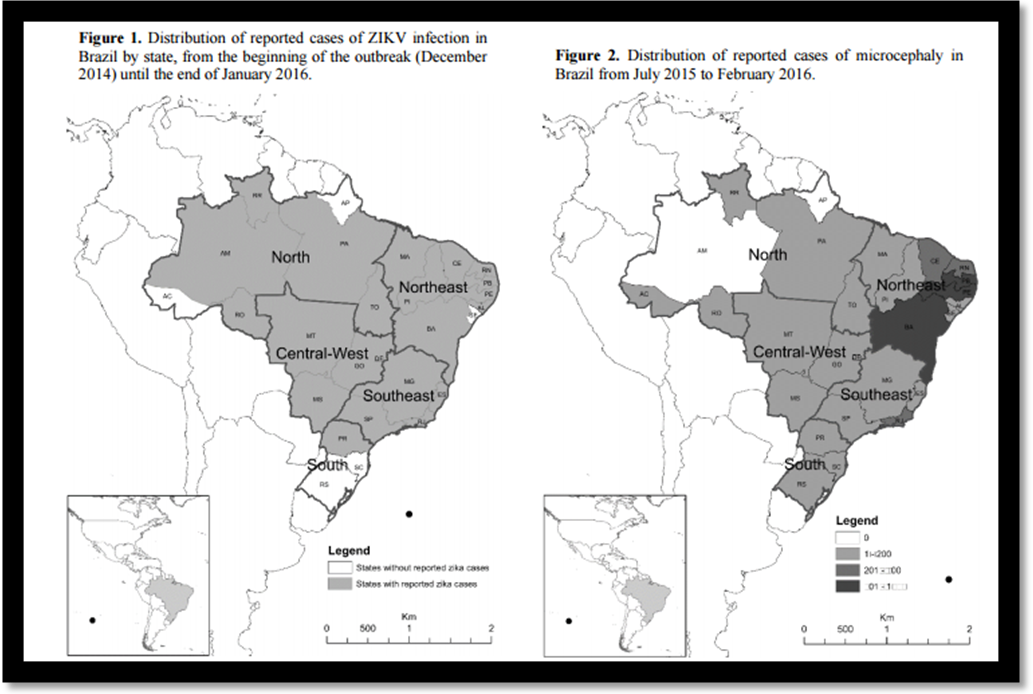 Figure 1. Distribution of reported cases of ZIKV infection in
Brazil by state, from the beginning of the outbreak (December
2014) until the end of January 2016.
RR
AP
AM
North
PA
MA
CE
RN
Northeast
PB
PE
AC
PI
RO
TO
BA
MT
Central-West
DF
GO
MG
MS
Southeast
ES
SP
PR
South
SC
RS
Legend
States without reported zika cases
States with reported zika cases
Km
0 500 1 2
Figure 2. Distribution of reported cases of microcephaly in
Brazil from July 2015 to February 2016.
RR
AP
AM
North
PA
MA
CE
RN
Northeast
AC
PI
RO
TO
BA
MT
Central-West
DF
GO
MG
MS
Southeast
ES
SP
PR
South
SC
RS
Legend
0
Km
0 500 1 2